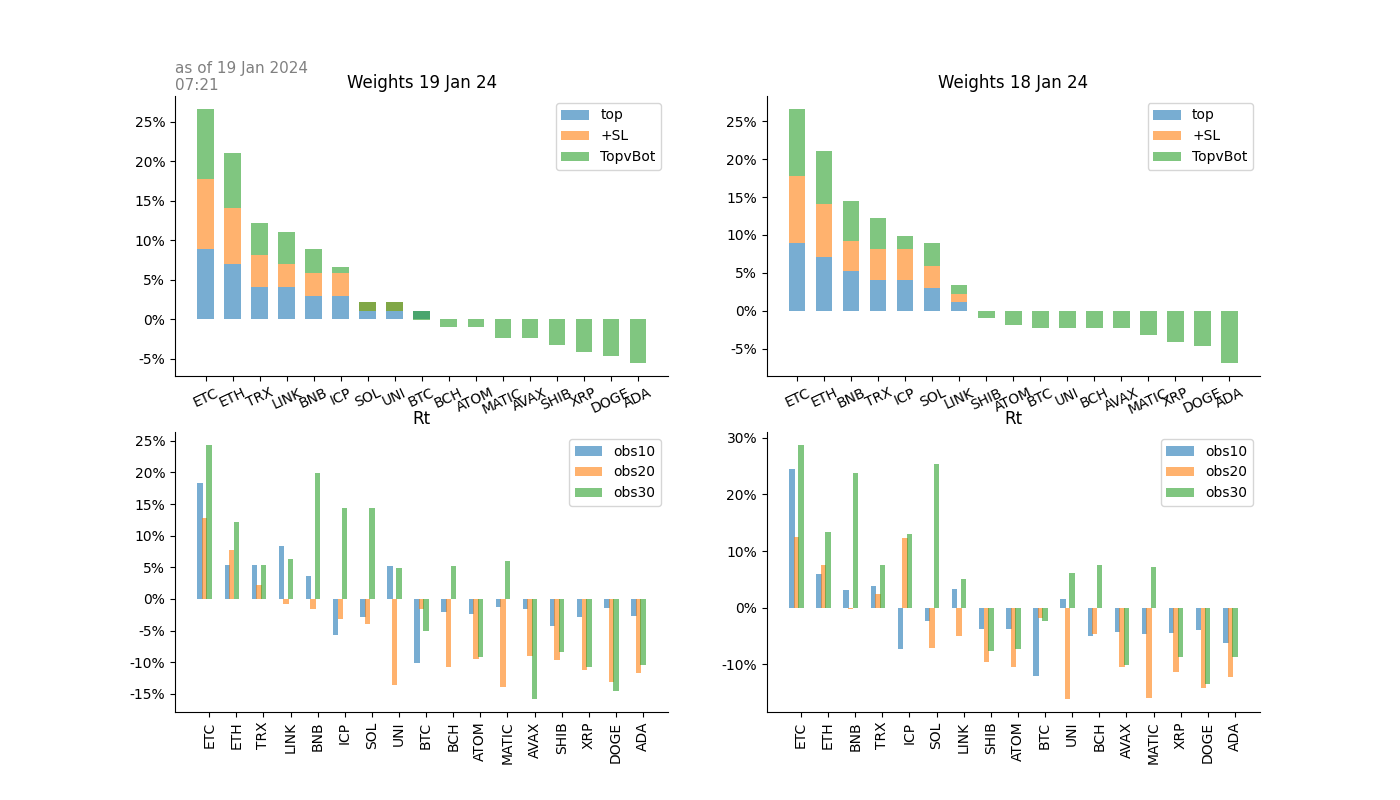 as of 19 Jan 2024
07:21
Weights 19 Jan 24
25%
20%
15%
10%
5%
0%
-5%
top
+SL
TopvBot
ETC ETH TRX LINK BNB ICP SOL UNI BTC BCH ATOM MATIC AVAX SHIB XRP DOGE ADA
Weights 18 Jan 24
25%
20%
15%
10%
5%
0%
-5%
top
+SL
TopvBot
ETC ETH BNB TRX ICP SOL LINK SHIB ATOM BTC UNI BCH AVAX MATIC XRP DOGE ADA
Rt
25%
20%
15%
10%
5%
0%
-5%
-10%
-15%
obs10
obs20
obs30
ETC ETH TRX LINK BNB ICP SOL UNI BTC BCH ATOM MATIC AVAX SHIB XRP DOGE ADA
Rt
30%
20%
10%
0%
-10%
obs10
obs20
obs30
ETC ETH BNB TRX ICP SOL LINK SHIB ATOM BTC UNI BCH AVAX MATIC XRP DOGE ADA